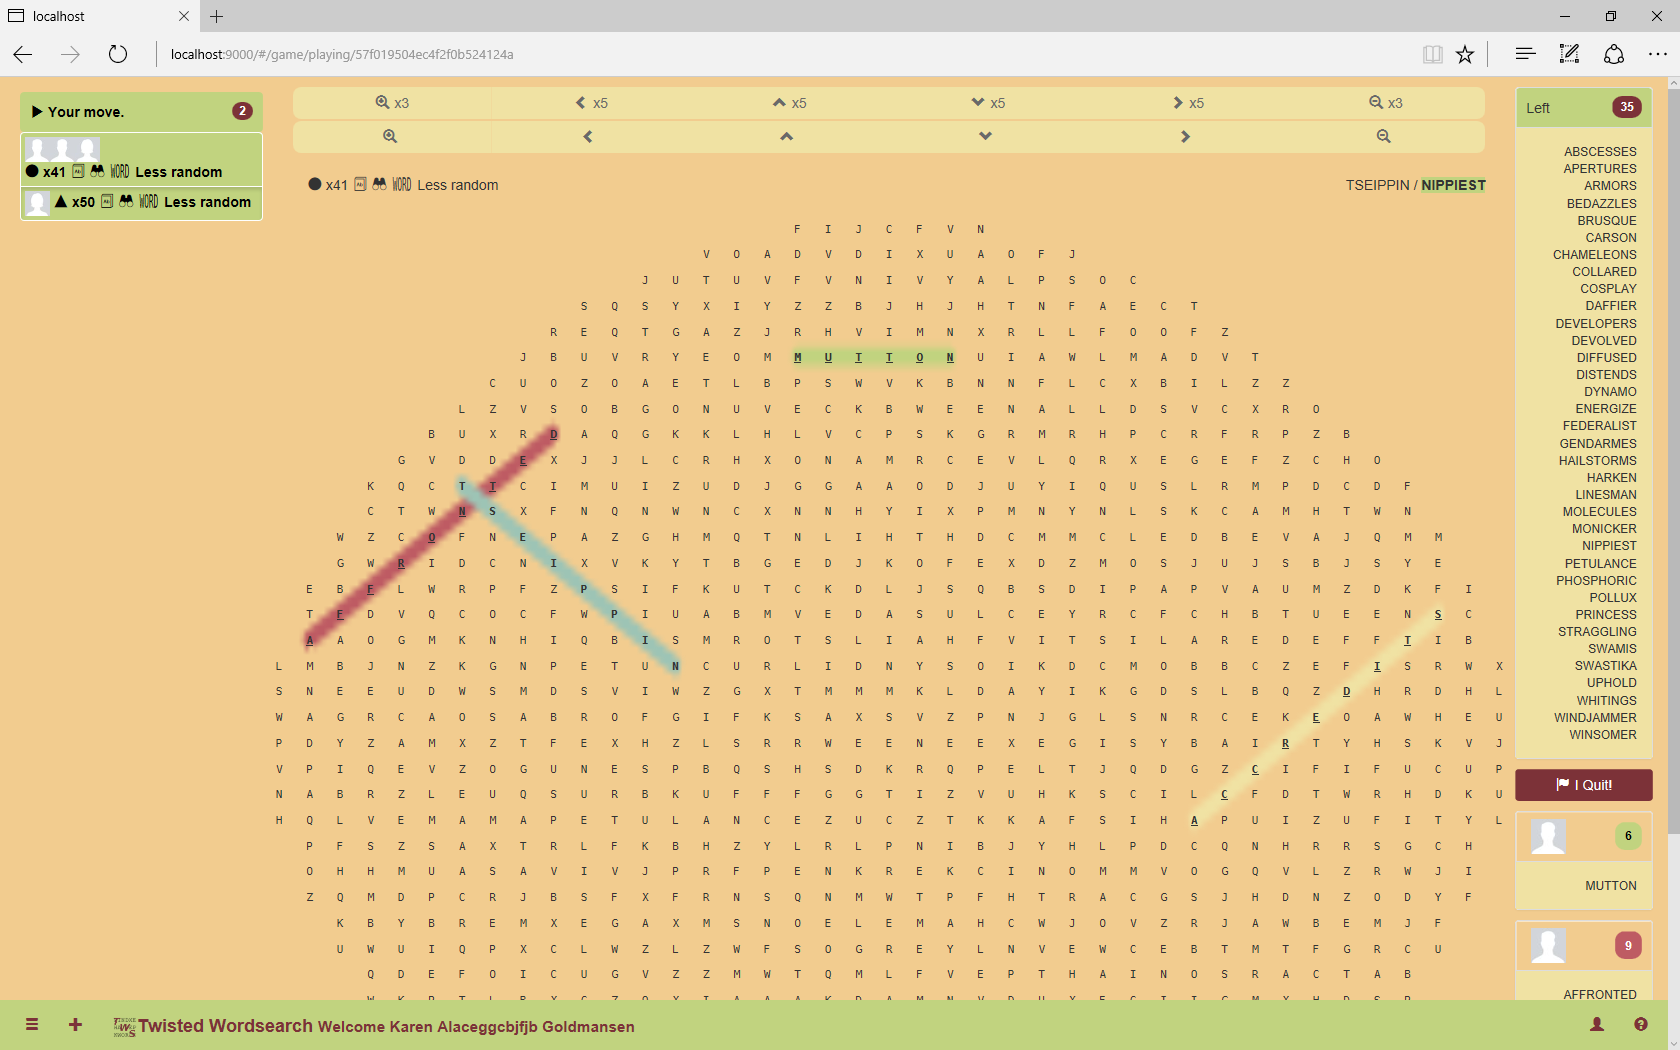 localhost
localhost:9000/#/game/playing/57f019504ec4f2f0b524124a
Your move. 2
x41 WORD Less random
x50 WORD Less random
x3 x5 x5 x5 x5 x3
x41 WORD Less random
TSEIPPIN / NIPPIEST
F I J C F V N
V O A D V D I X U A O F J
J U T U V F V N I V Y A L P S O C
S Q S Y X I Y Z Z B J H J H T N F A E C T
R E Q T G A Z J R H V I M N X R L L F O O F Z
J B U V R Y E O M M U T T O N U I A W L M A D V T
C U O Z O A E T L B P S W V K B N N F L C X B I L Z Z
L Z V S O B G O N U V E C K B W E E N A L L D S V C X R O
B U X R D A Q G K K L H L V C P S K G R M R H P C R F R P Z B
G V D D E X J J L C R H X O N A M R C E V L Q R X E G E F Z C H O
K Q C T T C I M U I Z U D J G G A A O D J U Y I Q U S L R M P D C D F
C T W N S X F N Q N W N C X N N H Y I X P M N Y N L S K C A M H T W N
W Z C O F N E P A Z G H M Q T N L I H T H D C M M C L E D B E V A J Q M M
G W R I D C N I X V K Y T B G E D J K O F E X D Z M O S J U J S B J S Y E
E B F L W R P F Z P S I F K U T C K D L J S Q B S D I P A P V A U M Z D K F I
T F D V Q C O C F W P I U A B M V E D A S U L C E Y R C F C H B T U E E N S C
A A O G M K N H I Q B I S M R O T S L I A H F V I T S I L A R E D E F F T I B
L M B J N Z K G N P E T U N C U R L I D N Y S O I K D C M O B B C Z E F I S R W X
S N E E U D W S M D S V I W Z G X T M M M K L D A Y I K G D S L B Q Z D H R D H L
W A G R C A O S A B R O F G I F K S A X S V Z P N J G L S N R C E K E O A W H E U
P D Y Z A M X Z T F E X H Z L S R R W E E N E E X E G I S Y B A I R T Y H S K V J
V P I Q E V Z O G U N E S P B Q S H S D K R Q P E L T J Q D G Z C I F I F U C U P
N A B R Z L E U Q S U R B K U F F F G G T I Z V U H K S C I L C F D T W R H D K U
H Q L V E M A M A P E T U L A N C E Z U C Z T K K A F S I H A P U I Z U F I T Y L
P F S Z S A X T R L F K B H Z Y L R L P N I B J Y H L P D C Q N H R R S G C H
O H H M U A S A V I V J P R F P E N K R E K C I N O M M V O G Q V L Z R W J I
Z Q M D P C R J B S F X F R N S Q N M W T P F H T R A C G S J H D N Z O D Y F
K B Y B R E M X E G A X M S N O E L E M A H C W J O V Z R J A W B E M J F
U W U I Q P X C L W Z L Z W F S O G R E Y L N V E W C E B T M T F G R C U
Q D E F O I C U G V Z Z M W T Q M L F V E P T H A I N O S R A C T A B
Left 35
ABSCESSES
APERTURES
ARMORS
BEDAZZLES
BRUSQUE
CARSON
CHAMELEONS
COLLARED
COSPLAY
DAFFIER
DEVELOPERS
DEVOLVED
DIFFUSED
DISTENDS
DYNAMO
ENERGIZE
FEDERALIST
GENDARMES
HAILSTORMS
HARKEN
LINESMAN
MOLECULES
MONICKER
NIPPIEST
PETULANCE
PHOSPHORIC
POLLUX
PRINCESS
STRAGGLING
SWAMIS
SWASTIKA
UPHOLD
WHITINGS
WINDJAMMER
WINSOMER
I Quit!
6
MUTTON
9
AFFRONTED
Twisted Wordsearch Welcome Karen Alaceggcbjfjb Goldmansen